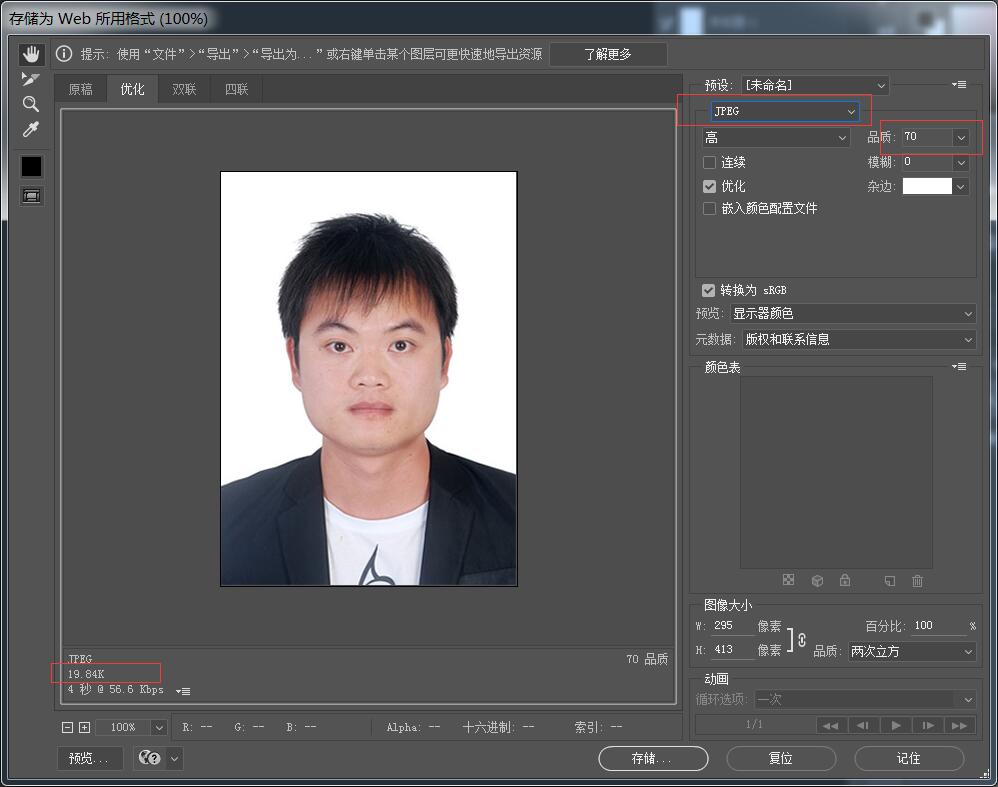 存储为 Web 所用格式 (100%)
提示: 使用“文件”>“导出”>“导出为...”或右键单击某个图层可更快速地导出资源
了解更多
原稿 优化 双联 四联
预设: [未命名]
JPEG
高 品质: 70
连续 模糊: 0
优化 杂边:
嵌入颜色配置文件
转换为 sRGB
预览: 显示器颜色
元数据: 版权和联系信息
颜色表
图像大小
W: 295 像素 百分比: 100 %
H: 413 像素 品质: 两次立方
动画
循环选项: 一次
1/1
JPEG 70 品质
19.84K
4 秒 @ 56.6 Kbps
100% R: -- G: -- B: -- Alpha: -- 十六进制: -- 索引: --
预览... 存储... 复位 记住